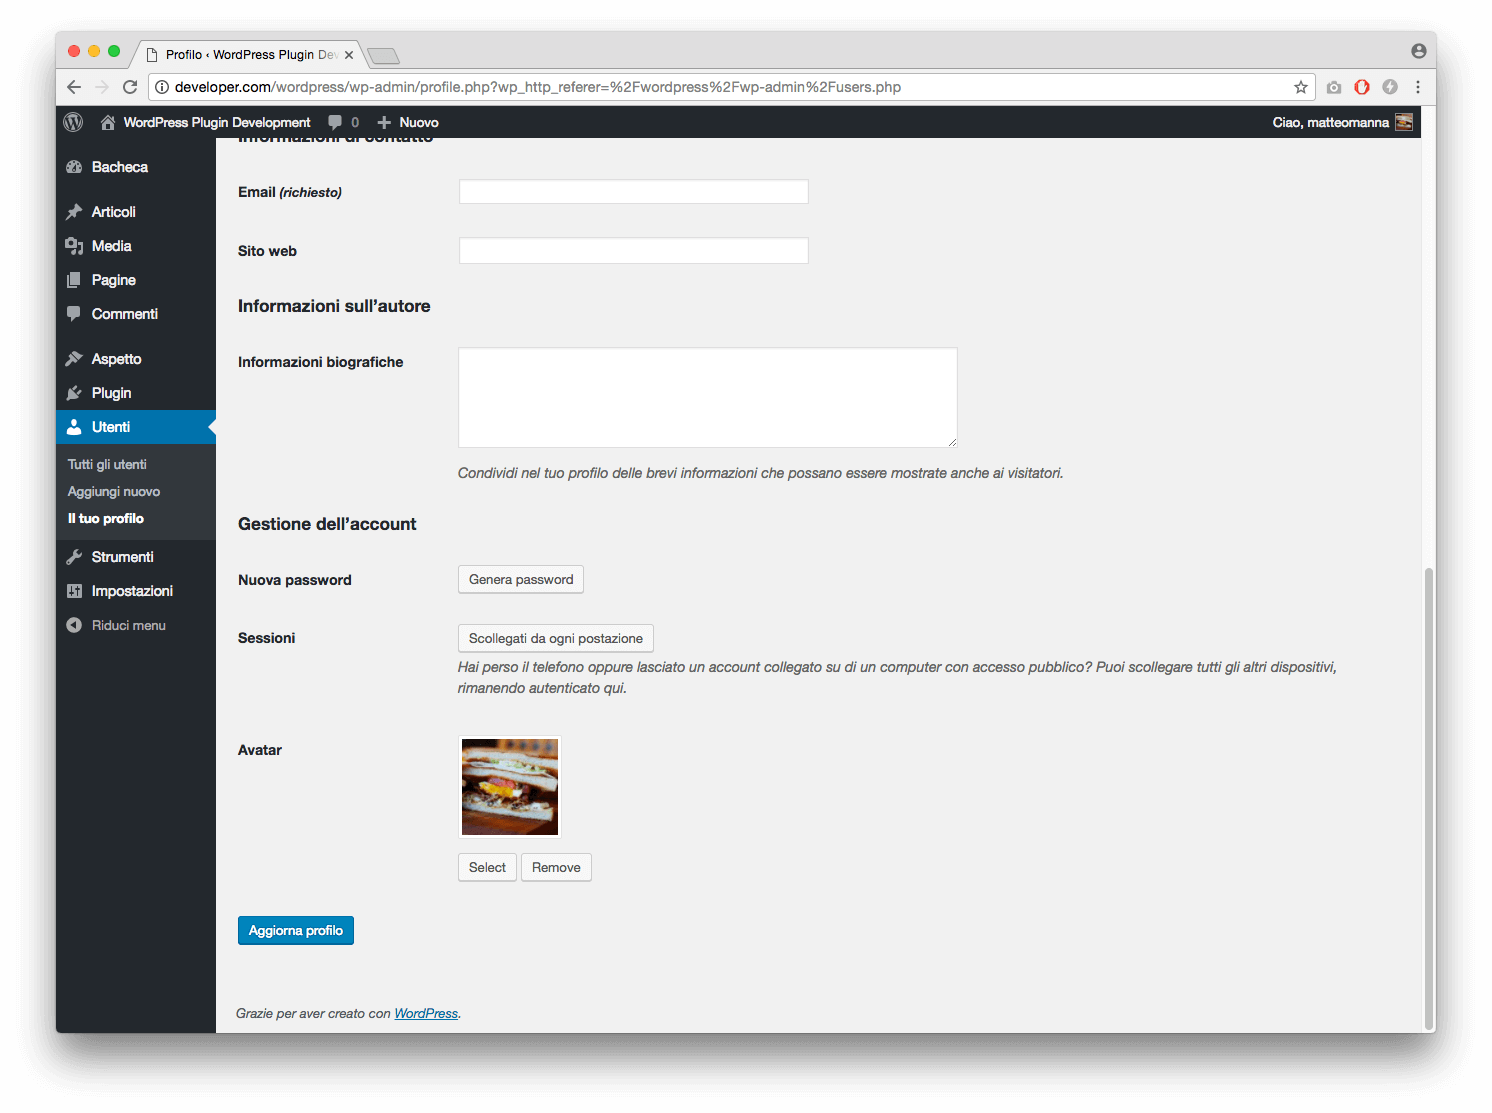 Profilo ‹ WordPress Plugin Dev
developer.com/wordpress/wp-admin/profile.php?wp_http_referer=%2Fwordpress%2Fwp-admin%2Fusers.php
WordPress Plugin Development 0 Nuovo Ciao, matteomanna
Bacheca
Articoli
Media
Pagine
Commenti
Aspetto
Plugin
Utenti
Tutti gli utenti
Aggiungi nuovo
Il tuo profilo
Strumenti
Impostazioni
Riduci menu
Informazioni di contatto
Email (richiesto)
Sito web
Informazioni sull’autore
Informazioni biografiche
Condividi nel tuo profilo delle brevi informazioni che possano essere mostrate anche ai visitatori.
Gestione dell’account
Nuova password
Genera password
Sessioni
Scollegati da ogni postazione
Hai perso il telefono oppure lasciato un account collegato su di un computer con accesso pubblico? Puoi scollegare tutti gli altri dispositivi,
rimanendo autenticato qui.
Avatar
Select Remove
Aggiorna profilo
Grazie per aver creato con WordPress.